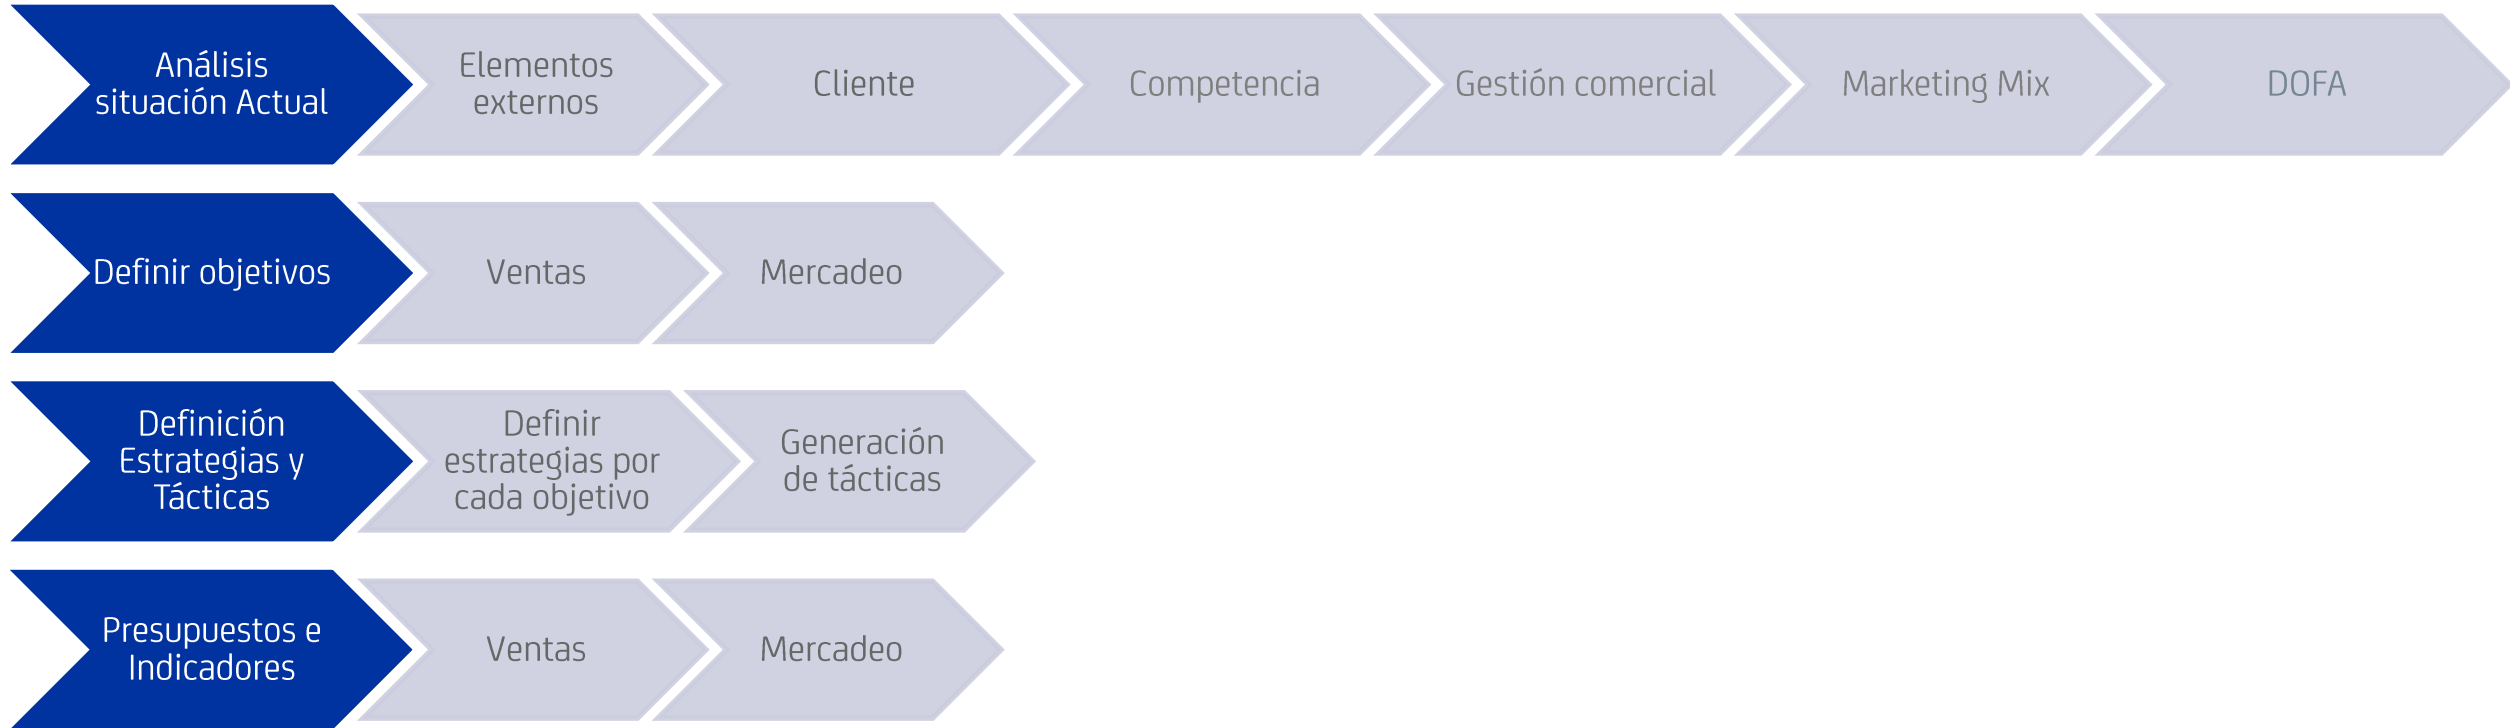 Análisis
situación Actual
Elementos
externos
Cliente
Competencia
Gestión comercial
Marketing Mix
DOFA
Definir objetivos
Ventas
Mercadeo
Definición
Estrategias y
Tácticas
Definir
estrategias por
cada objetivo
Generación
de tácticas
Presupuestos e
Indicadores
Ventas
Mercadeo